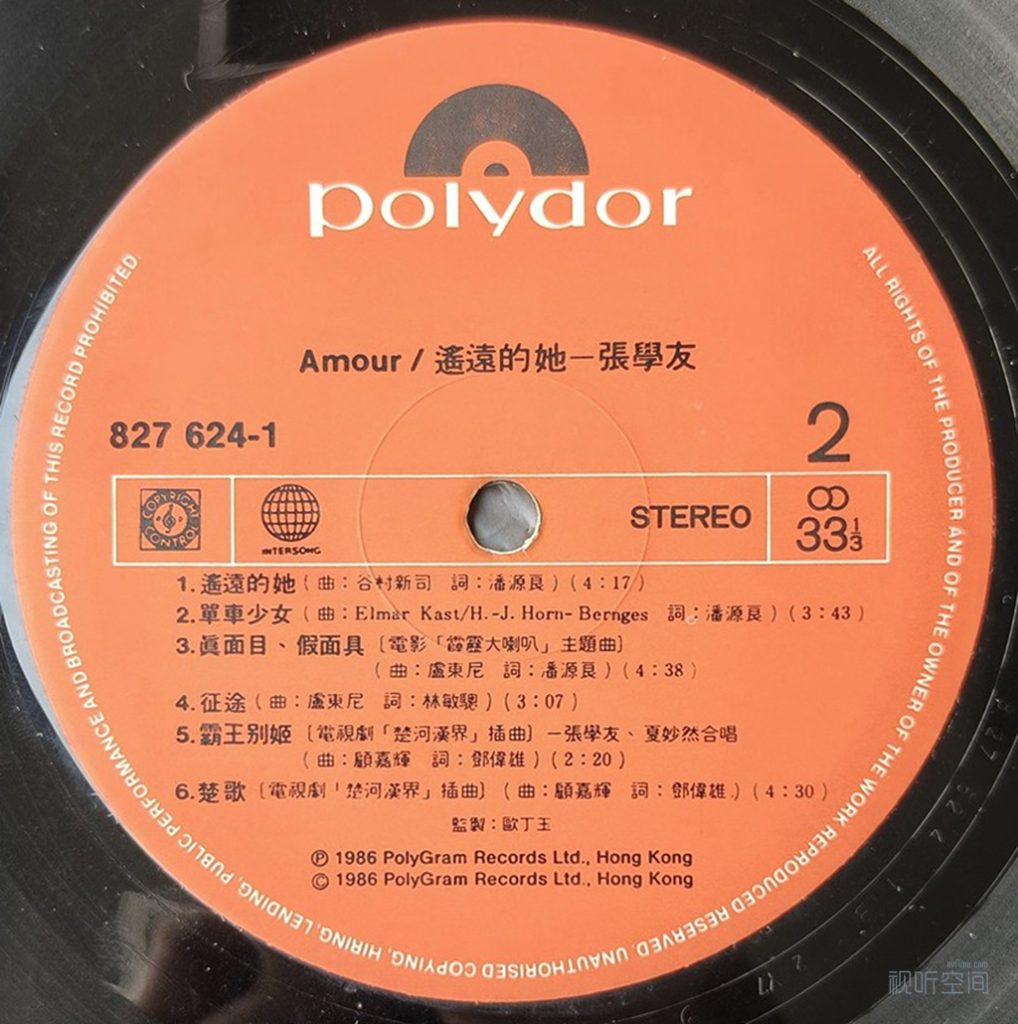 polydor
Amour / 遙遠的她－張學友
827 624-1
2
COPYRIGHT CONTROL
INTERSONG
STEREO
33⅓
1.遙遠的她（曲：谷村新司 詞：潘源良）（4：17）
2.單車少女（曲：Elmar Kast/H.-J. Horn- Bernges 詞：潘源良）（3：43）
3.眞面目、假面具〔電影「霹靂大喇叭」主題曲〕
（曲：盧東尼 詞：潘源良）（4：38）
4.征途（曲：盧東尼 詞：林敏驄）（3：07）
5.霸王別姬〔電視劇「楚河漢界」插曲〕－張學友、夏妙然合唱
（曲：顧嘉輝 詞：鄧偉雄）（2：20）
6.楚歌〔電視劇「楚河漢界」插曲〕（曲：顧嘉輝 詞：鄧偉雄.）（4：30）
監製：歐丁玉
Ⓟ 1986 PolyGram Records Ltd., Hong Kong
© 1986 PolyGram Records Ltd., Hong Kong
ALL RIGHTS OF THE PRODUCER AND OF THE OWNER OF THE WORK REPRODUCED RESERVED. UNAUTHORISED COPYING, HIRING, LENDING, PUBLIC PERFORMANCE AND BROADCASTING OF THIS RECORD PROHIBITED.
视听空间